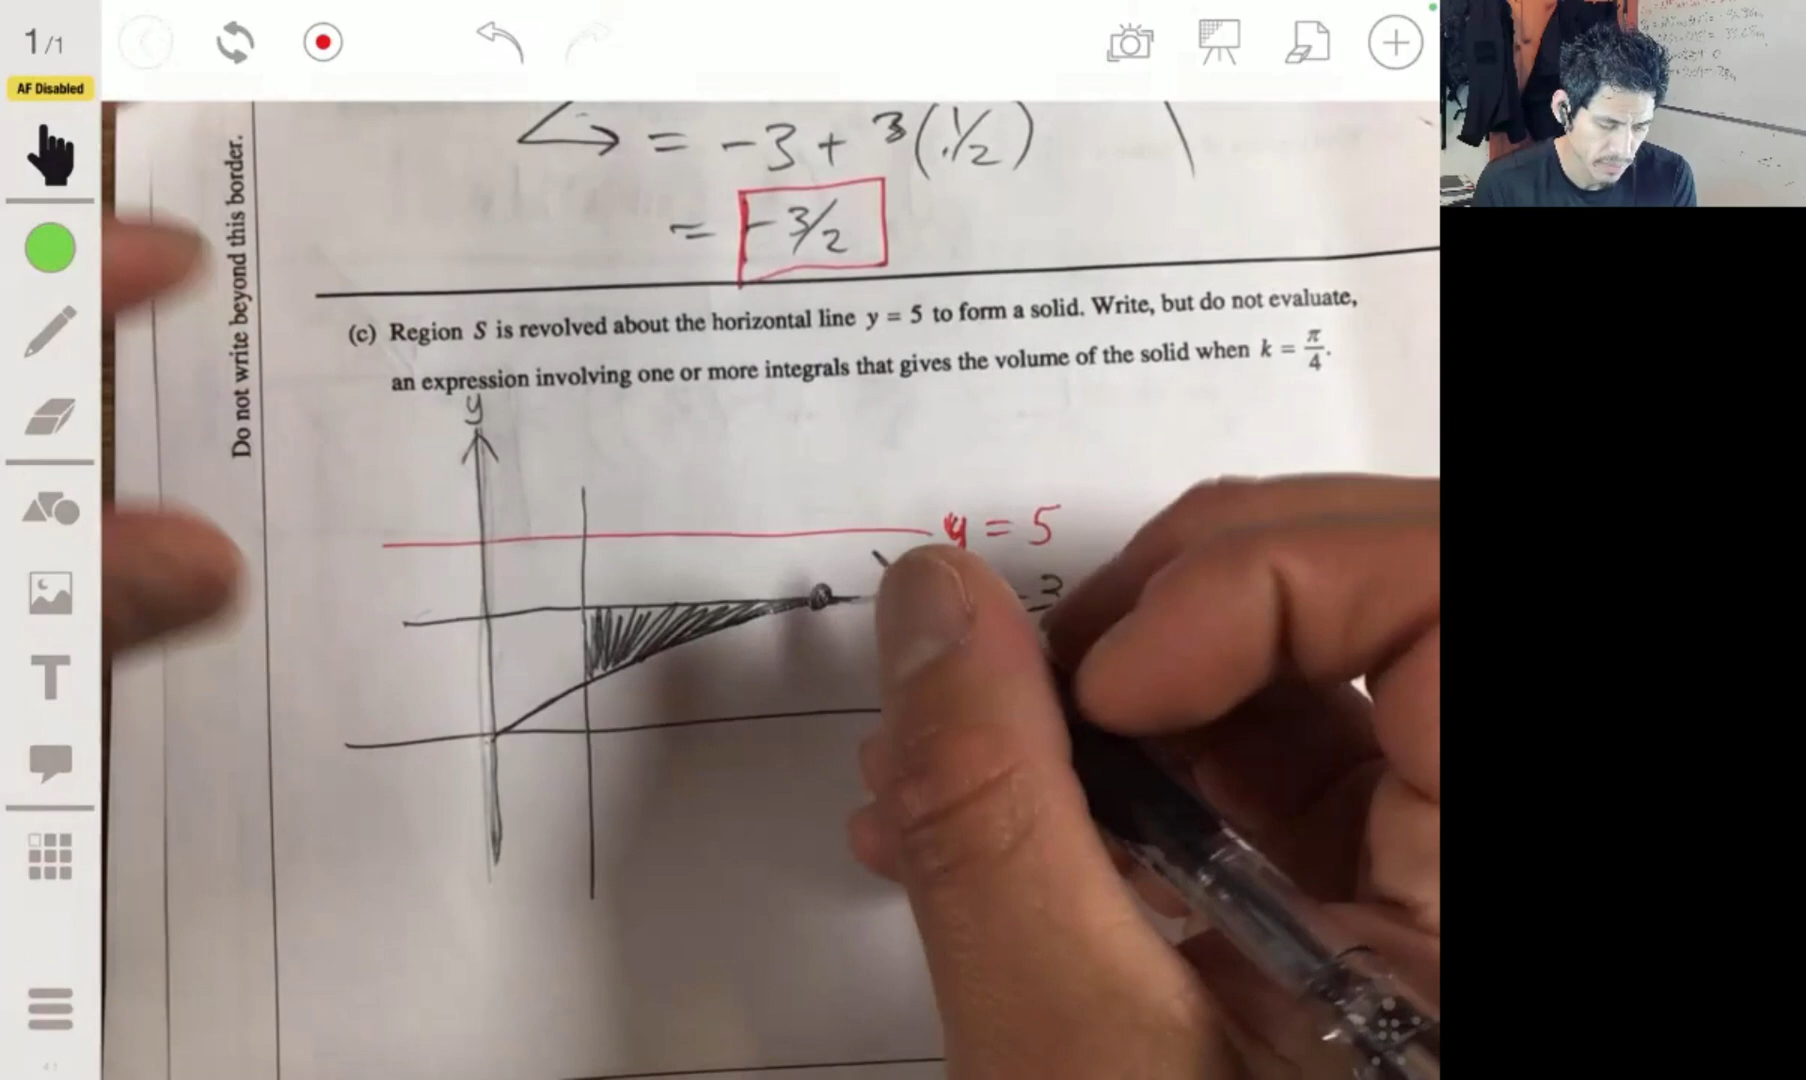 1/1
AF Disabled
T
Do not write beyond this border.
= -3 + 3(1/2)
= -3/2
(c) Region S is revolved about the horizontal line y = 5 to form a solid. Write, but do not evaluate,
an expression involving one or more integrals that gives the volume of the solid when k = π/4.
y
y = 5